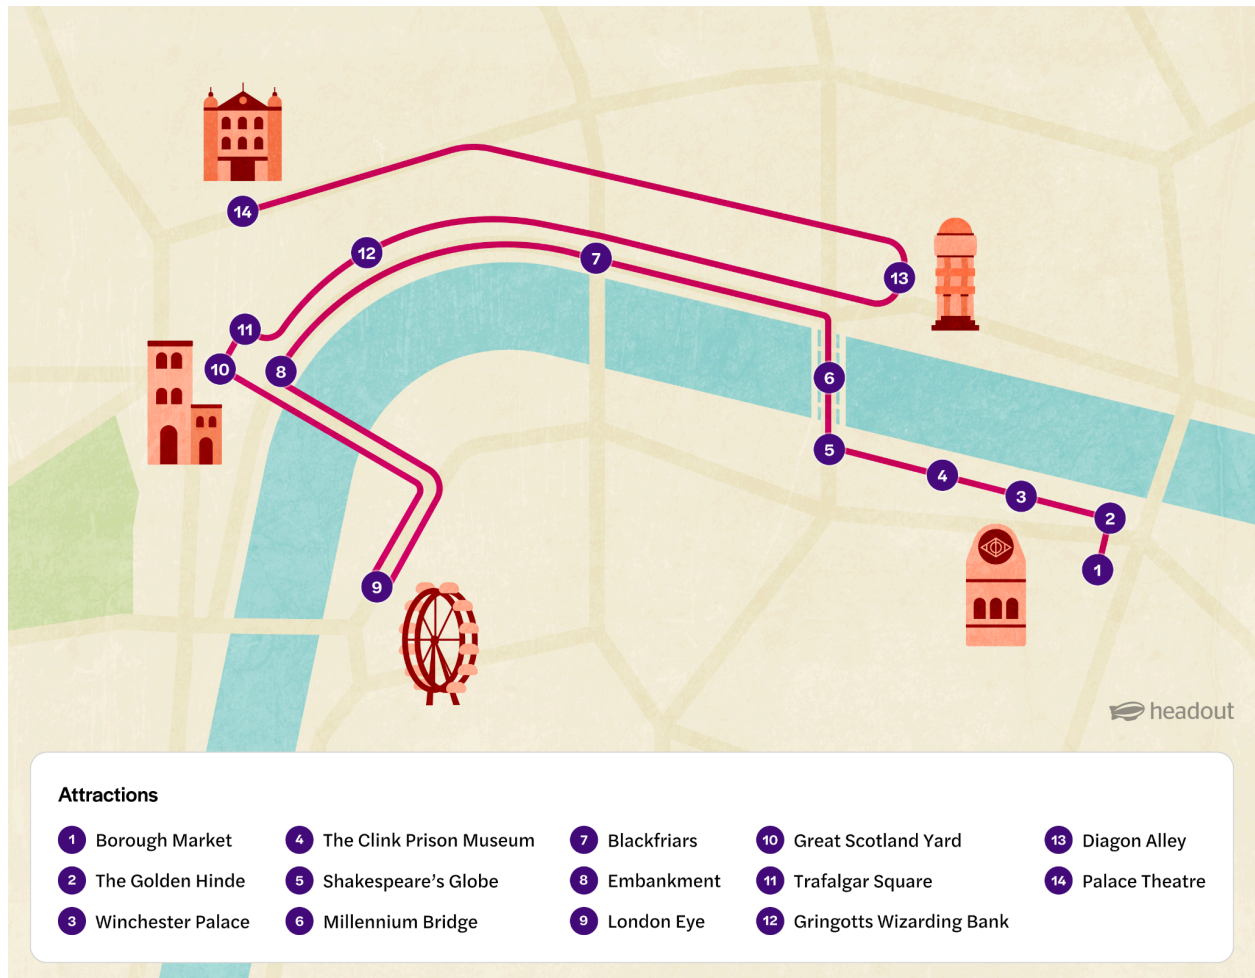 14
12
7
13
11
10
8
6
5
4
3
2
9
1
headout
Attractions
1 Borough Market
2 The Golden Hinde
3 Winchester Palace
4 The Clink Prison Museum
5 Shakespeare's Globe
6 Millennium Bridge
7 Blackfriars
8 Embankment
9 London Eye
10 Great Scotland Yard
11 Trafalgar Square
12 Gringotts Wizarding Bank
13 Diagon Alley
14 Palace Theatre